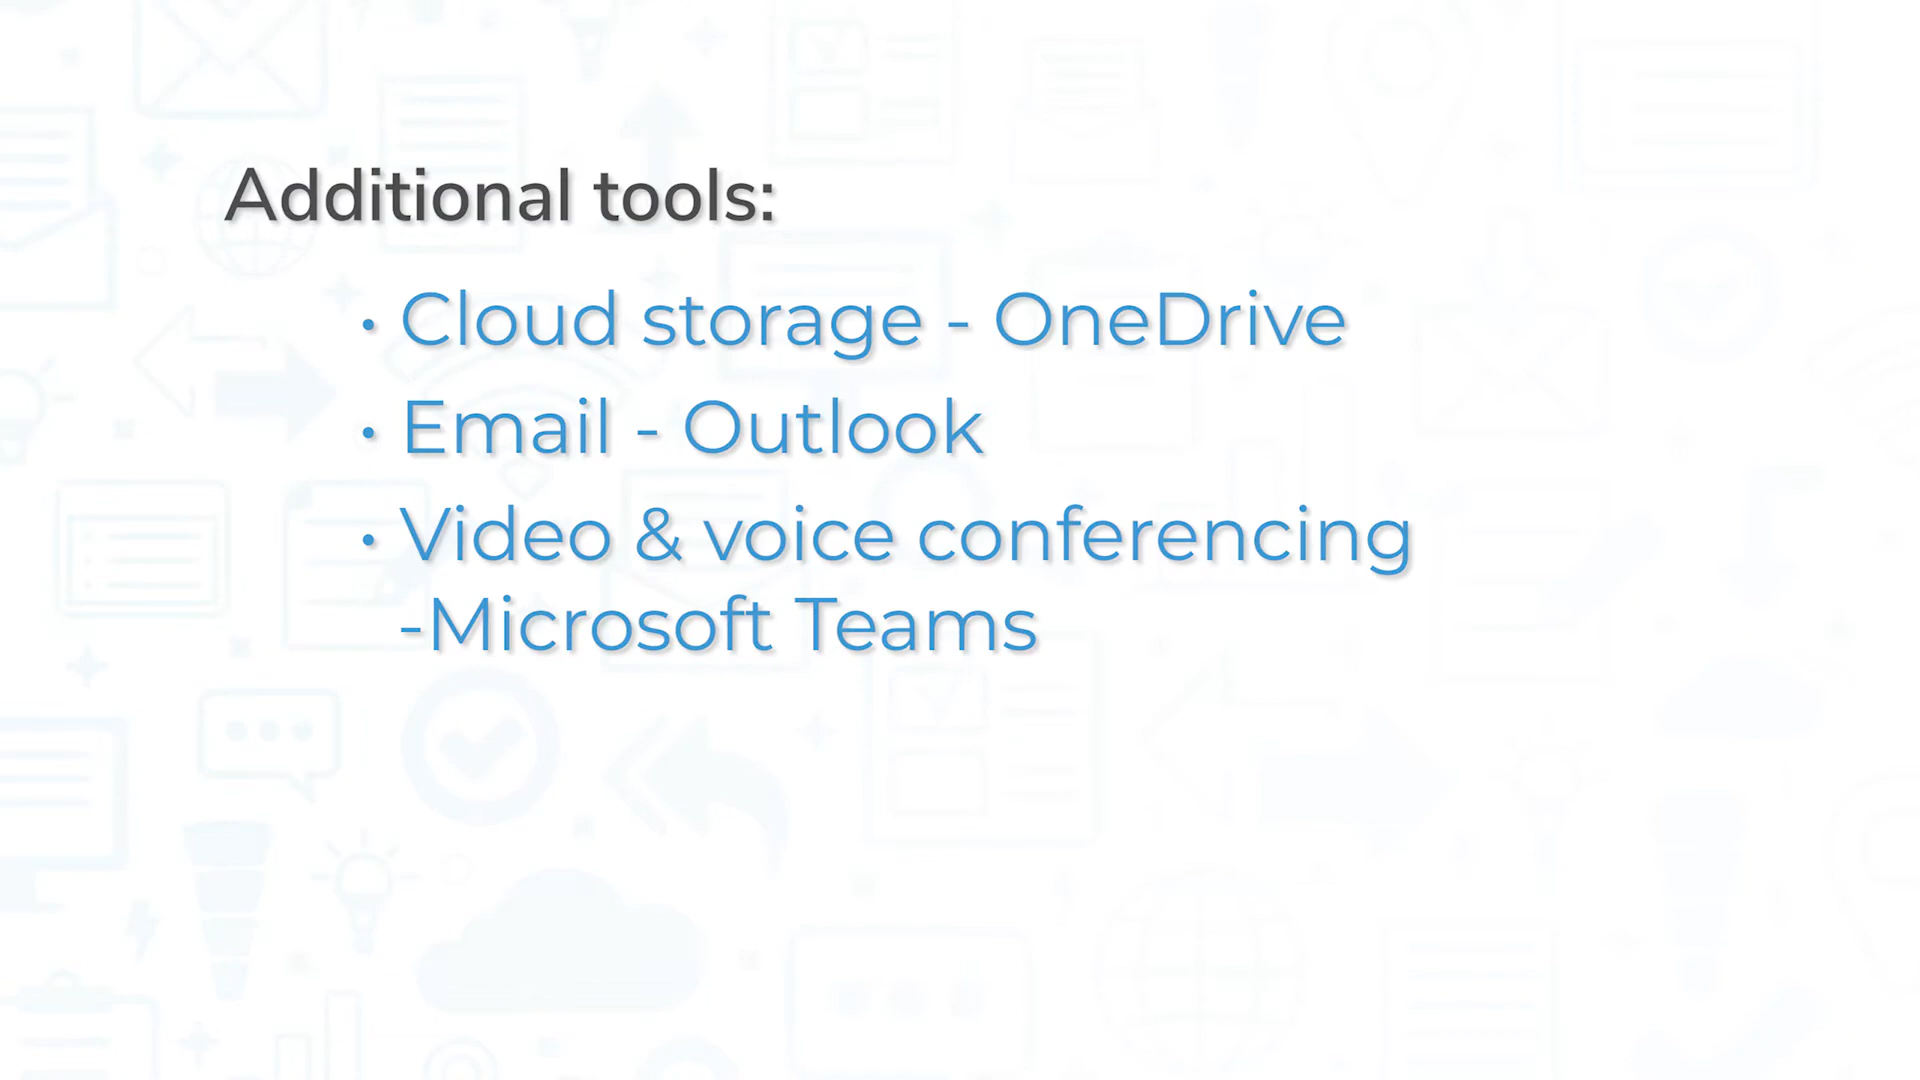 Additional tools:
• Cloud storage - OneDrive
• Email - Outlook
• Video & voice conferencing
-Microsoft Teams